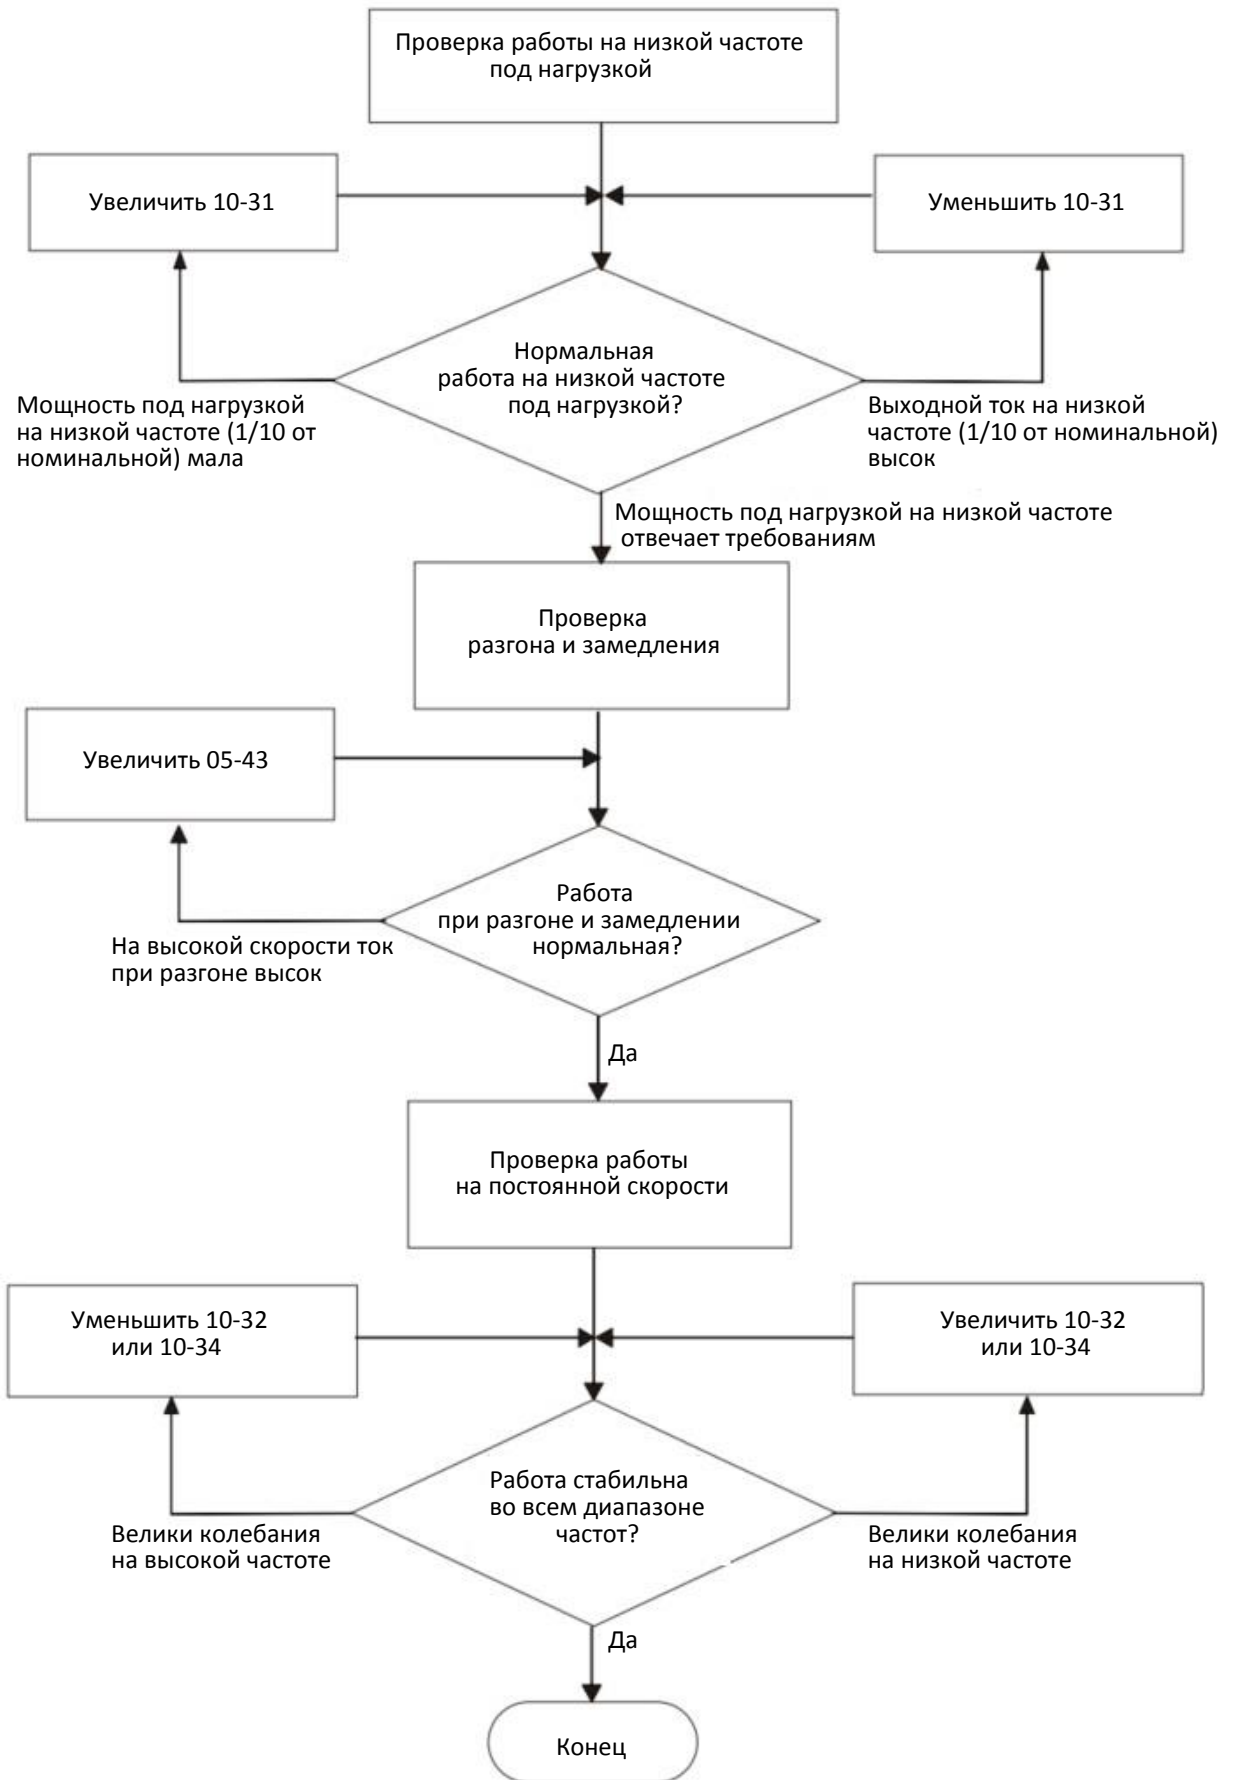 Проверка работы на низкой частоте
под нагрузкой
Увеличить 10-31
Уменьшить 10-31
Нормальная
работа на низкой частоте
под нагрузкой?
Мощность под нагрузкой
на низкой частоте (1/10 от
номинальной) мала
Выходной ток на низкой
частоте (1/10 от номинальной)
высок
Мощность под нагрузкой на низкой частоте
отвечает требованиям
Проверка
разгона и замедления
Увеличить 05-43
Работа
при разгоне и замедлении
нормальная?
На высокой скорости ток
при разгоне высок
Да
Проверка работы
на постоянной скорости
Уменьшить 10-32
или 10-34
Увеличить 10-32
или 10-34
Работа стабильна
во всем диапазоне
частот?
Велики колебания
на высокой частоте
Велики колебания
на низкой частоте
Да
Конец